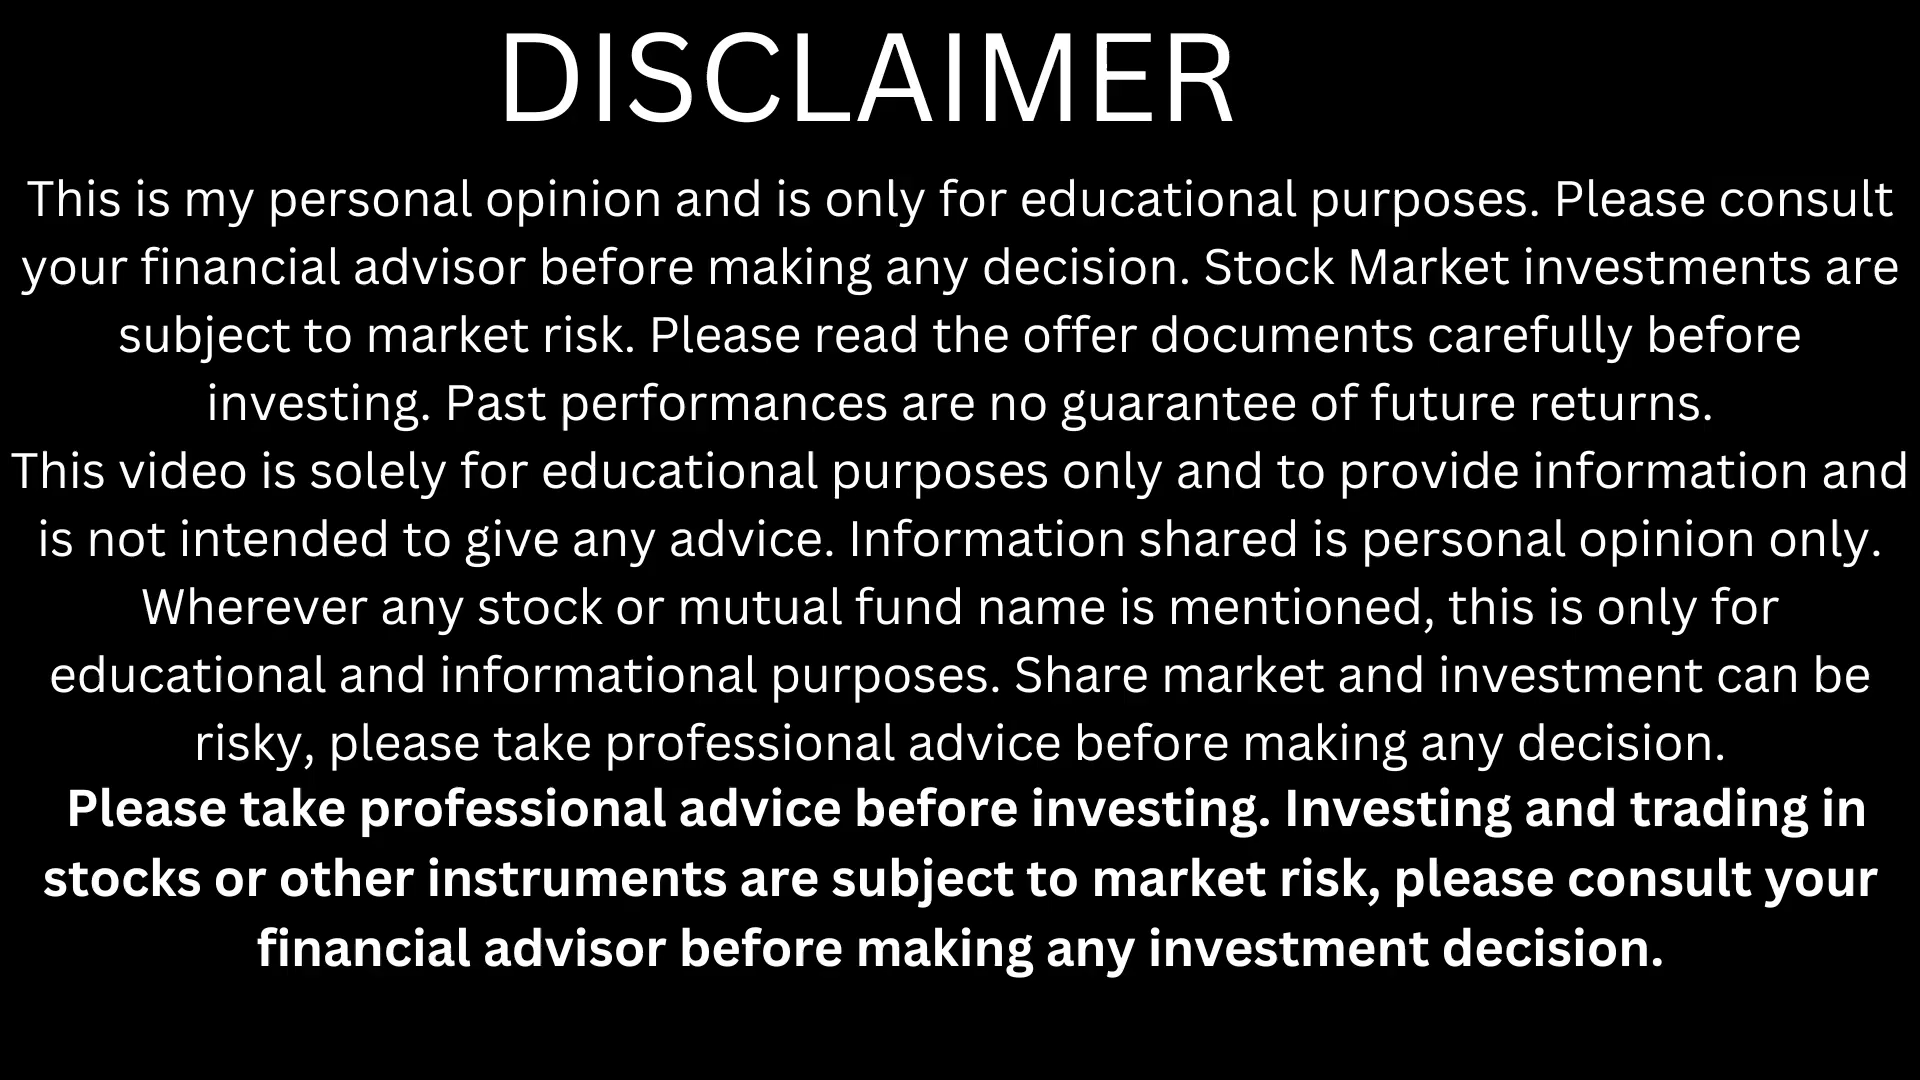 DISCLAIMER
This is my personal opinion and is only for educational purposes. Please consult
your financial advisor before making any decision. Stock Market investments are
subject to market risk. Please read the offer documents carefully before
investing. Past performances are no guarantee of future returns.
This video is solely for educational purposes only and to provide information and
is not intended to give any advice. Information shared is personal opinion only.
Wherever any stock or mutual fund name is mentioned, this is only for
educational and informational purposes. Share market and investment can be
risky, please take professional advice before making any decision.
Please take professional advice before investing. Investing and trading in
stocks or other instruments are subject to market risk, please consult your
financial advisor before making any investment decision.